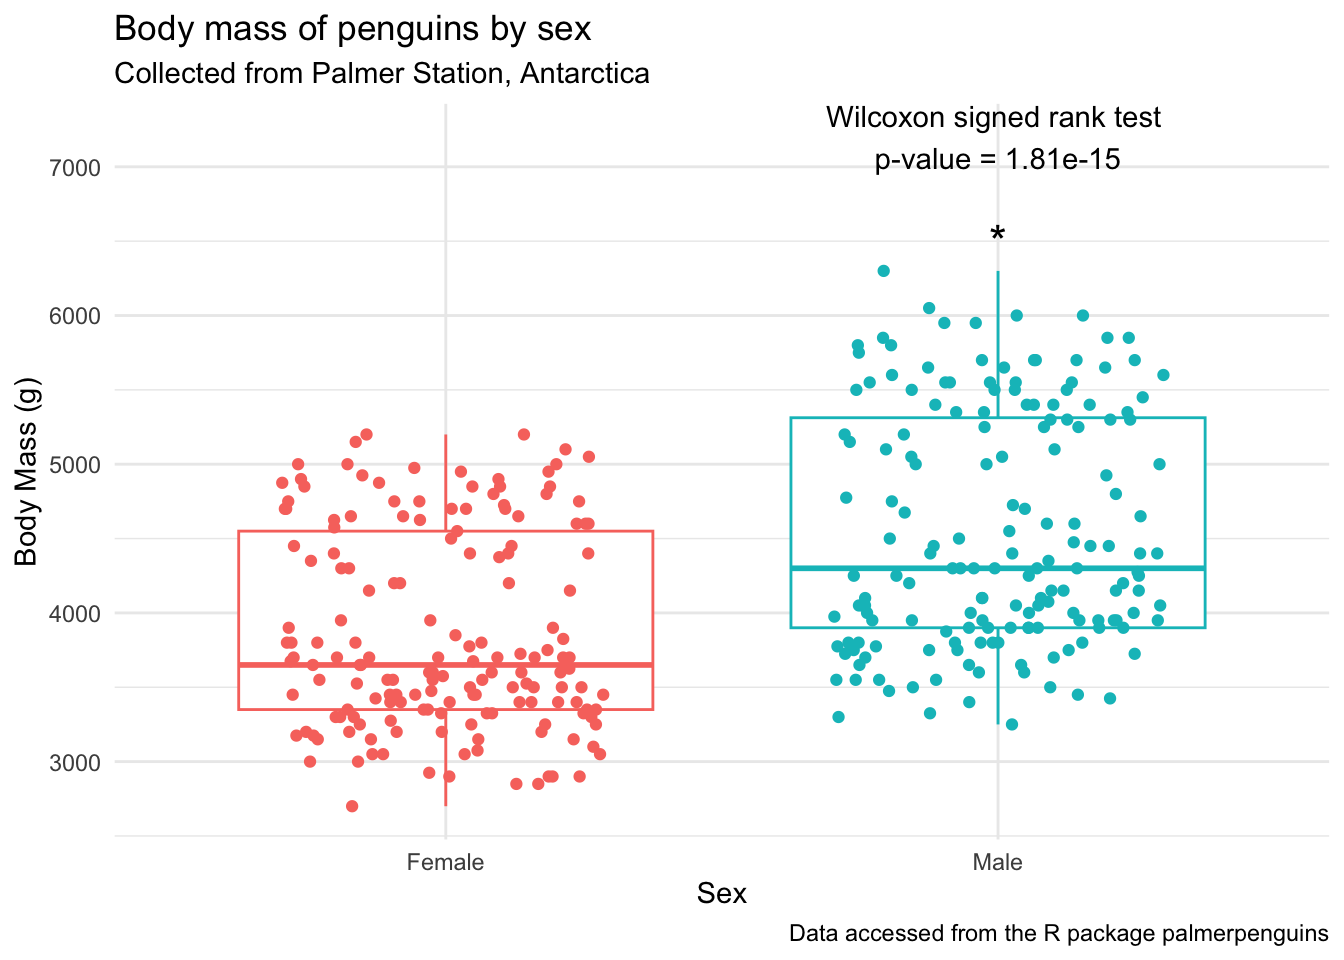 Body mass of penguins by sex
Collected from Palmer Station, Antarctica
Wilcoxon signed rank test
p-value = 1.81e-15
*
7000
6000
5000
4000
3000
Body Mass (g)
Female Male
Sex
Data accessed from the R package palmerpenguins